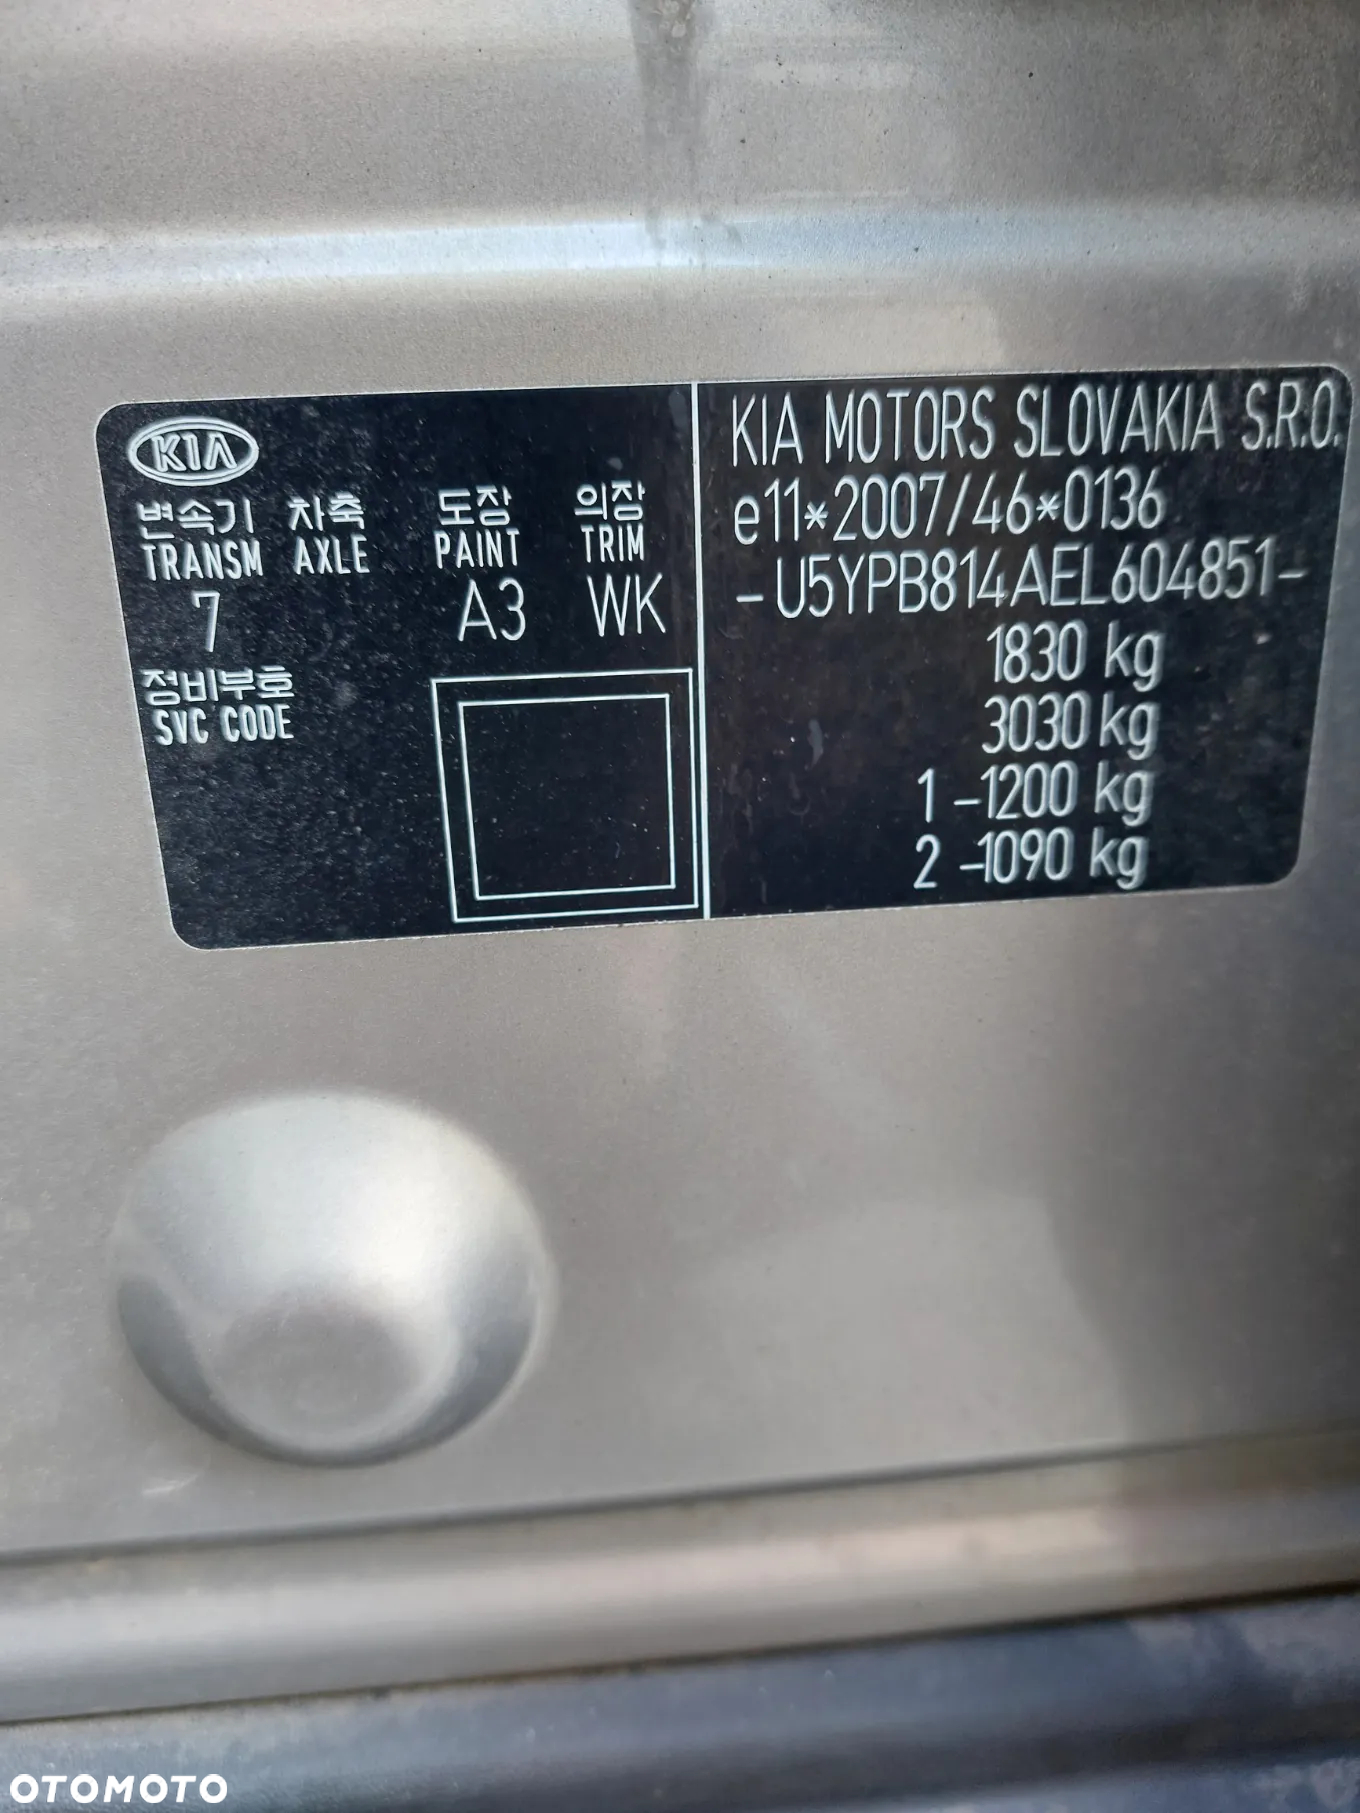 KIA
변속기 차축 도장 의장
TRANSM AXLE PAINT TRIM
7 A3 WK
정비부호
SVC CODE
KIA MOTORS SLOVAKIA S.R.O.
e11*2007/46*0136
-U5YPB814AEL604851-
1830 kg
3030 kg
1 -1200 kg
2 -1090 kg
OTOMOTO